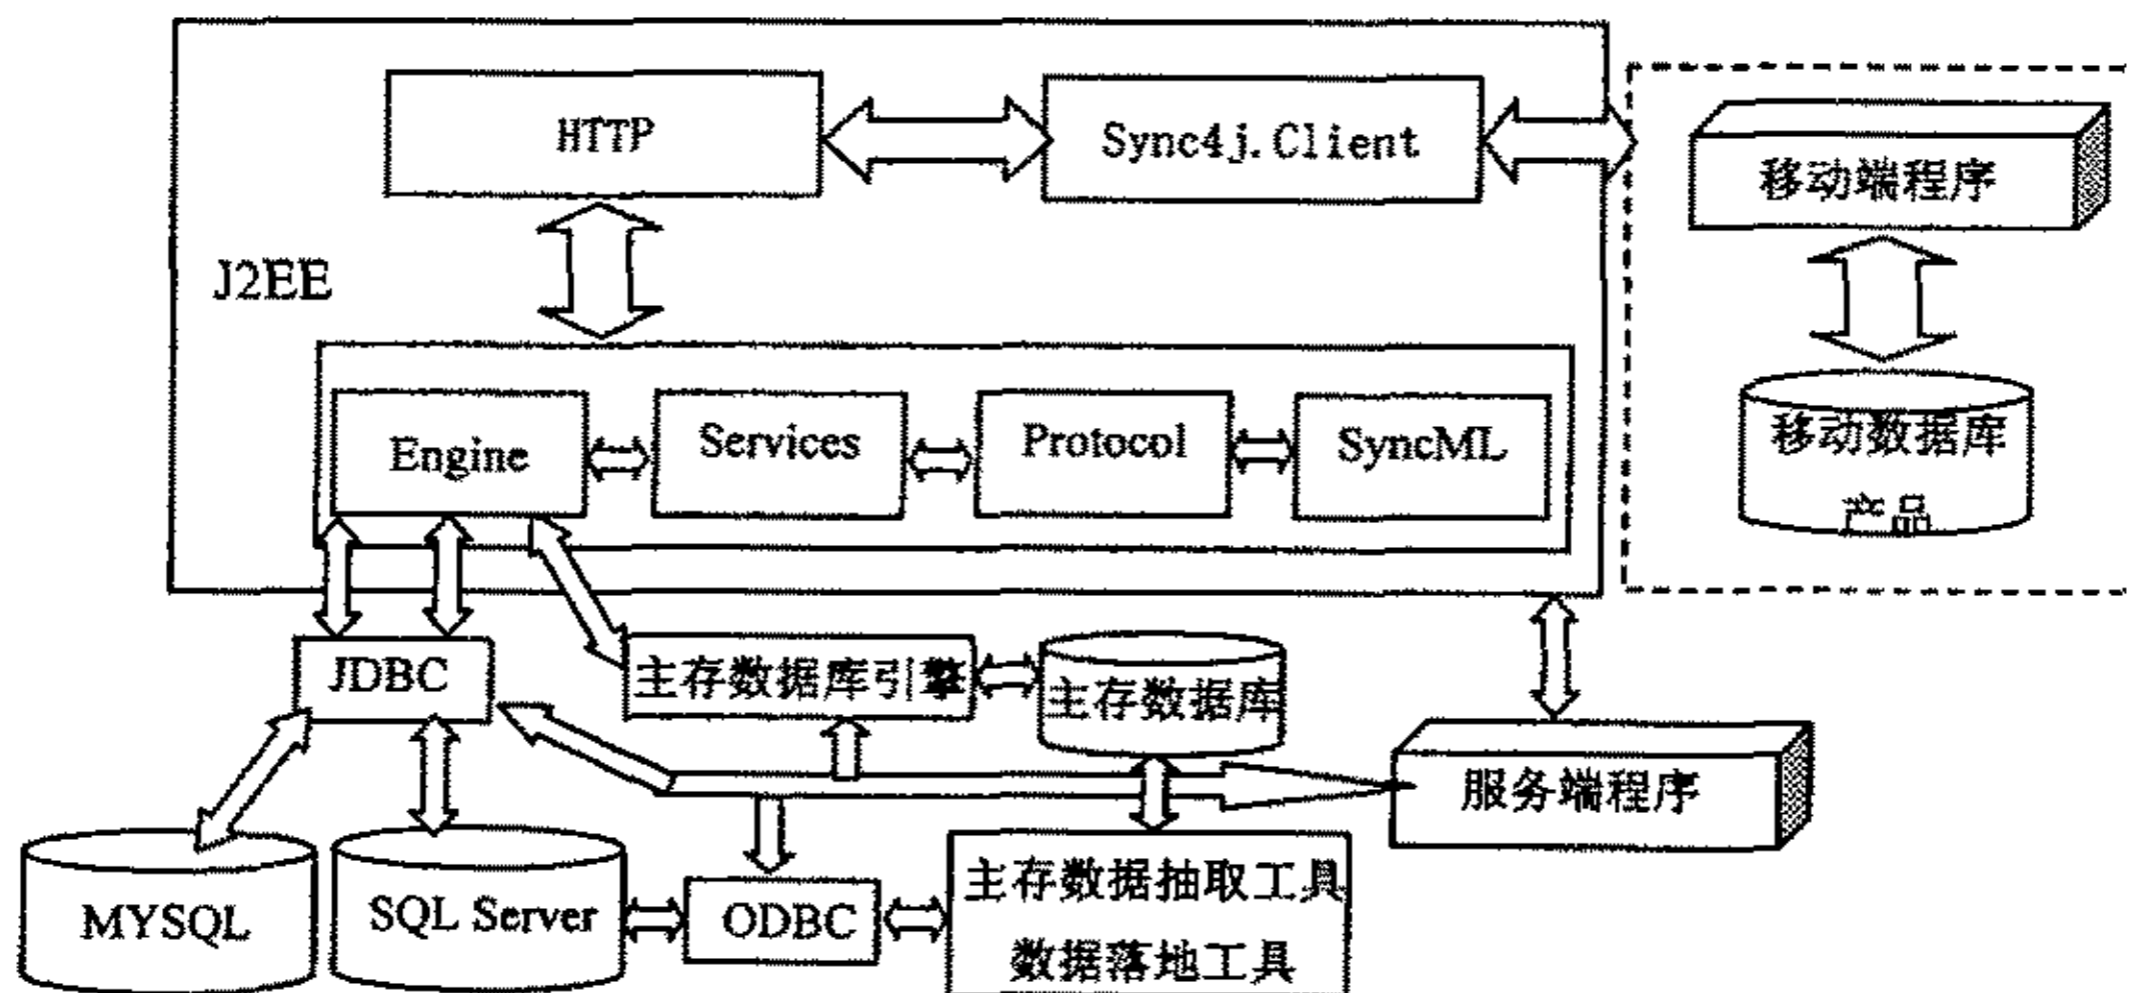 HTTP
Sync4j.Client
移动端程序
J2EE
Engine
Services
Protocol
SyncML
移动数据库
产品
JDBC
主存数据库引擎
主存数据库
服务端程序
MYSQL
SQL Server
ODBC
主存数据抽取工具
数据落地工具